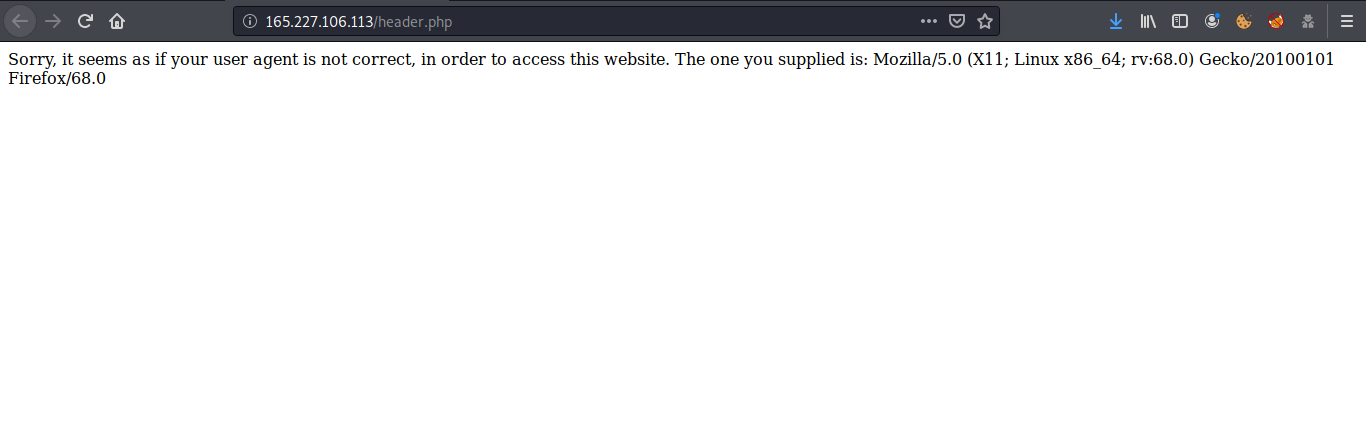 165.227.106.113/header.php
Sorry, it seems as if your user agent is not correct, in order to access this website. The one you supplied is: Mozilla/5.0 (X11; Linux x86_64; rv:68.0) Gecko/20100101
Firefox/68.0